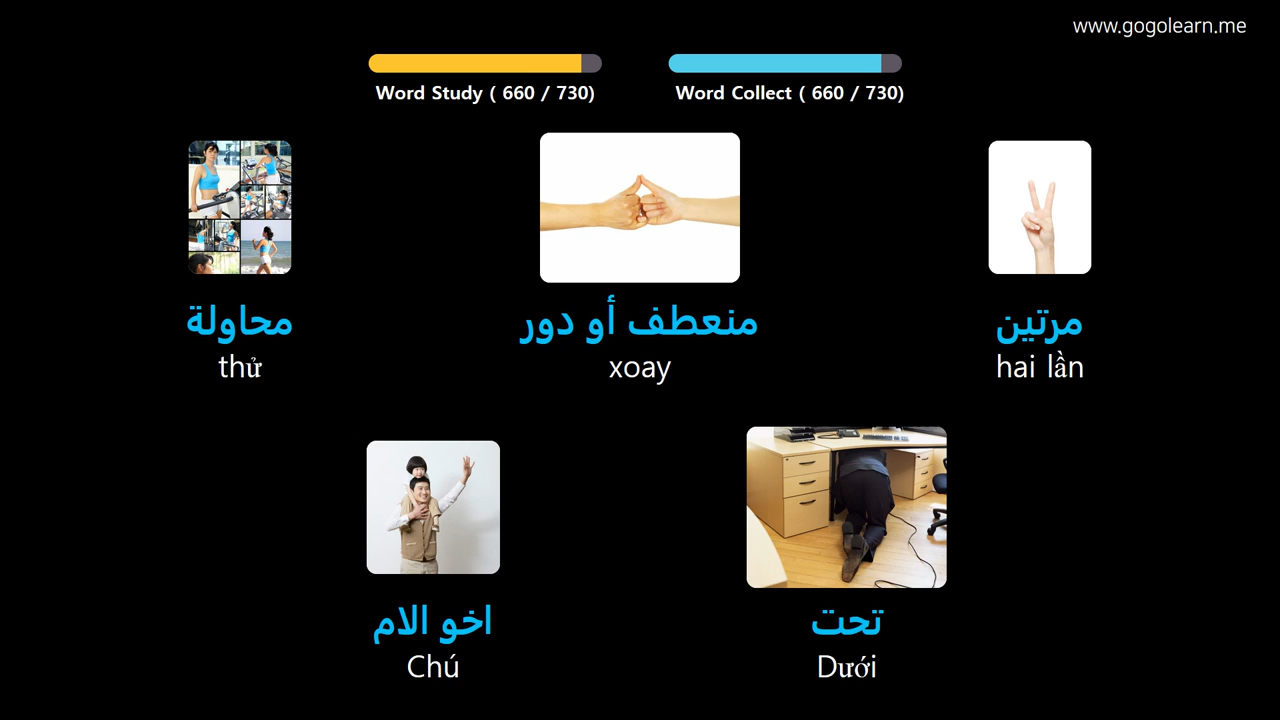 www.gogolearn.me
Word Study ( 660 / 730)
Word Collect ( 660 / 730)
محاولة
thử
منعطف أو دور
xoay
مرتين
hai lần
اخو الام
Chú
تحت
Dưới